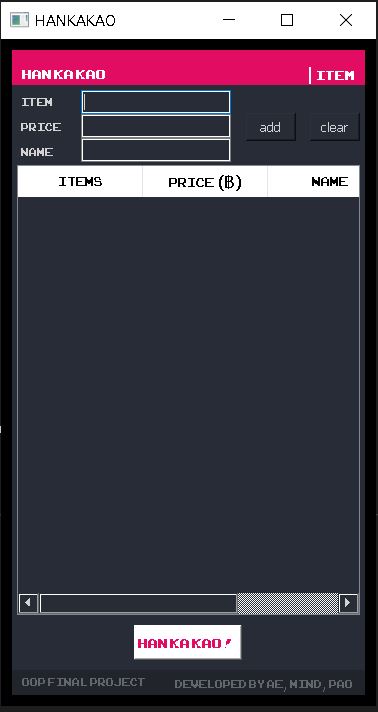 HANKAKAO
HANKAKAO |ITEM
ITEM
PRICE add clear
NAME
ITEMS PRICE(฿) NAME
HANKAKAO!
OOP FINAL PROJECT DEVELOPED BY AE, MIND, PAO